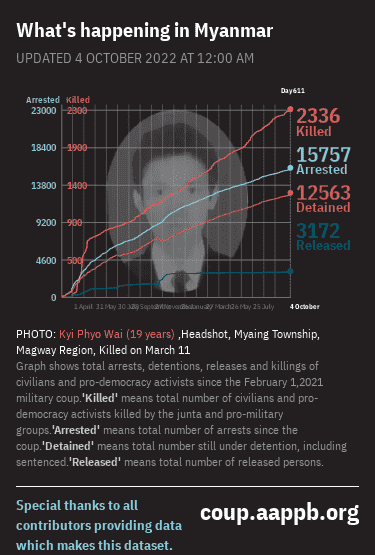 What's happening in Myanmar
UPDATED 4 OCTOBER 2022 AT 12:00 AM
Day611
Arrested Killed
23000 2300
2336
Killed
18400 1900
15757
Arrested
13800 1400
12563
Detained
9200 900
3172
Released
4600 500
0
1 April 31 May 30 July 4 October
PHOTO: Kyi Phyo Wai (19 years) ,Headshot, Myaing Township,
Magway Region, Killed on March 11
Graph shows total arrests, detentions, releases and killings of
civilians and pro-democracy activists since the February 1,2021
military coup.'Killed' means total number of civilians and pro-
democracy activists killed by the junta and pro-military
groups.'Arrested' means total number of arrests since the
coup.'Detained' means total number still under detention, including
sentenced.'Released' means total number of released persons.
Special thanks to all
contributors providing data
which makes this dataset.
coup.aappb.org